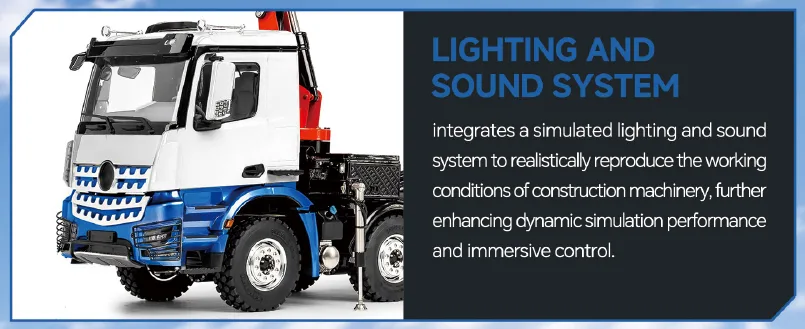 LIGHTING AND
SOUND SYSTEM
integrates a simulated lighting and sound
system to realistically reproduce the working
conditions of construction machinery, further
enhancing dynamic simulation performance
and immersive control.